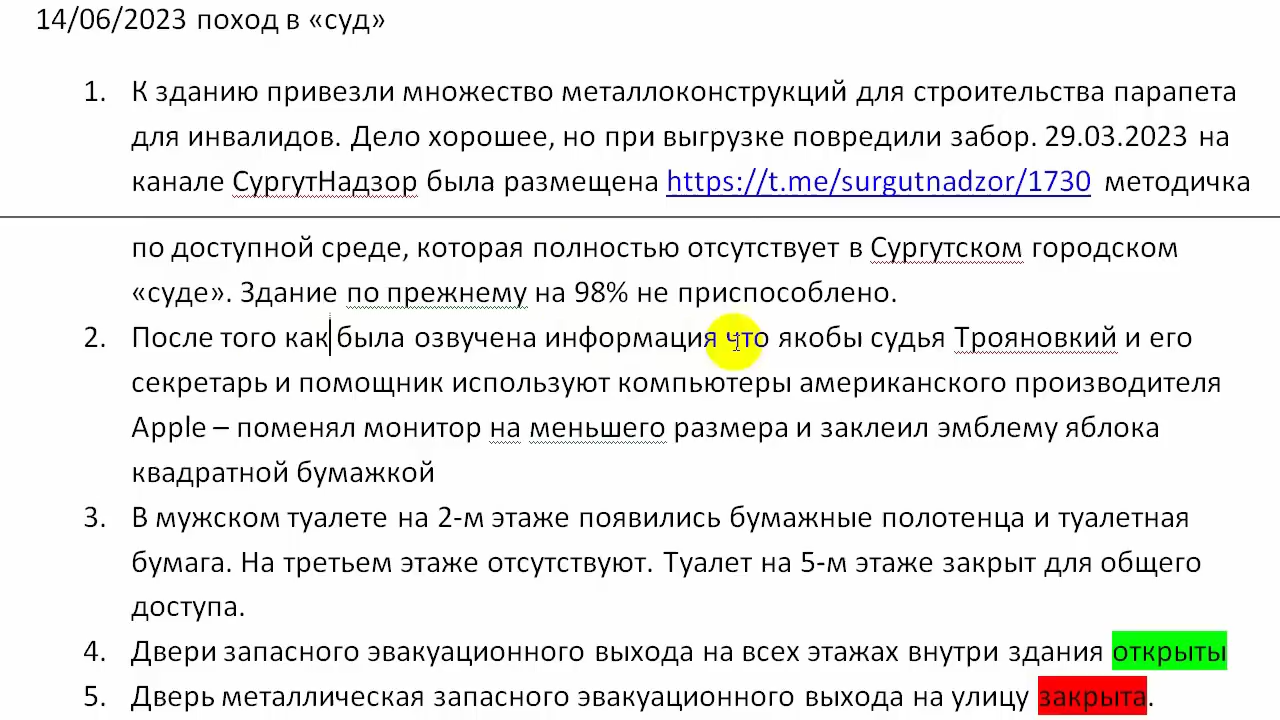 14/06/2023 поход в «суд»
1. К зданию привезли множество металлоконструкций для строительства парапета
для инвалидов. Дело хорошее, но при выгрузке повредили забор. 29.03.2023 на
канале СургутНадзор была размещена https://t.me/surgutnadzor/1730 методичка
по доступной среде, которая полностью отсутствует в Сургутском городском
«суде». Здание по прежнему на 98% не приспособлено.
2. После того как была озвучена информация что якобы судья Трояновкий и его
секретарь и помощник используют компьютеры американского производителя
Apple – поменял монитор на меньшего размера и заклеил эмблему яблока
квадратной бумажкой
3. В мужском туалете на 2-м этаже появились бумажные полотенца и туалетная
бумага. На третьем этаже отсутствуют. Туалет на 5-м этаже закрыт для общего
доступа.
4. Двери запасного эвакуационного выхода на всех этажах внутри здания открыты
5. Дверь металлическая запасного эвакуационного выхода на улицу закрыта.